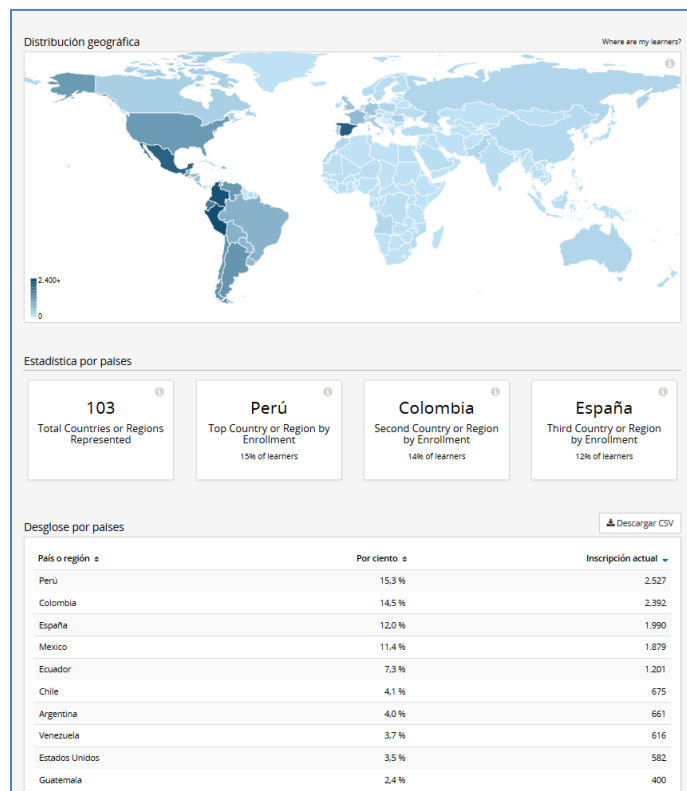 Distribución geográfica
Where are my learners?
2.400+
0
Estadística por países
103
Total Countries or Regions
Represented
Perú
Top Country or Region by
Enrollment
15% of learners
Colombia
Second Country or Region
by Enrollment
14% of learners
España
Third Country or Region
by Enrollment
12% of learners
Desglose por países
Descargar CSV
País o región Por ciento Inscripción actual
Perú 15,3 % 2.527
Colombia 14,5 % 2.392
España 12,0 % 1.990
México 11,4 % 1.879
Ecuador 7,3 % 1.201
Chile 4,1 % 675
Argentina 4,0 % 661
Venezuela 3,7 % 616
Estados Unidos 3,5 % 582
Guatemala 2,4 % 400